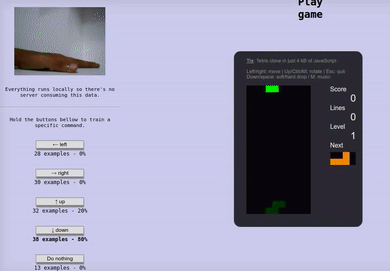 Play
game
Everything runs locally so there's no
server consuming this data.
Hold the buttons bellow to train a
specific command.
← left
28 examples - 0%
→ right
30 examples - 0%
↑ up
32 examples - 20%
↓ down
38 examples - 80%
Do nothing
13 examples - 0%
Tip: Tetris clone in just 4 kB of JavaScript
Left/right: move | Up/Ctrl/Alt: rotate | Esc: quit
Down/space: soft/hard drop | M: music
Score
0
Lines
0
Level
1
Next